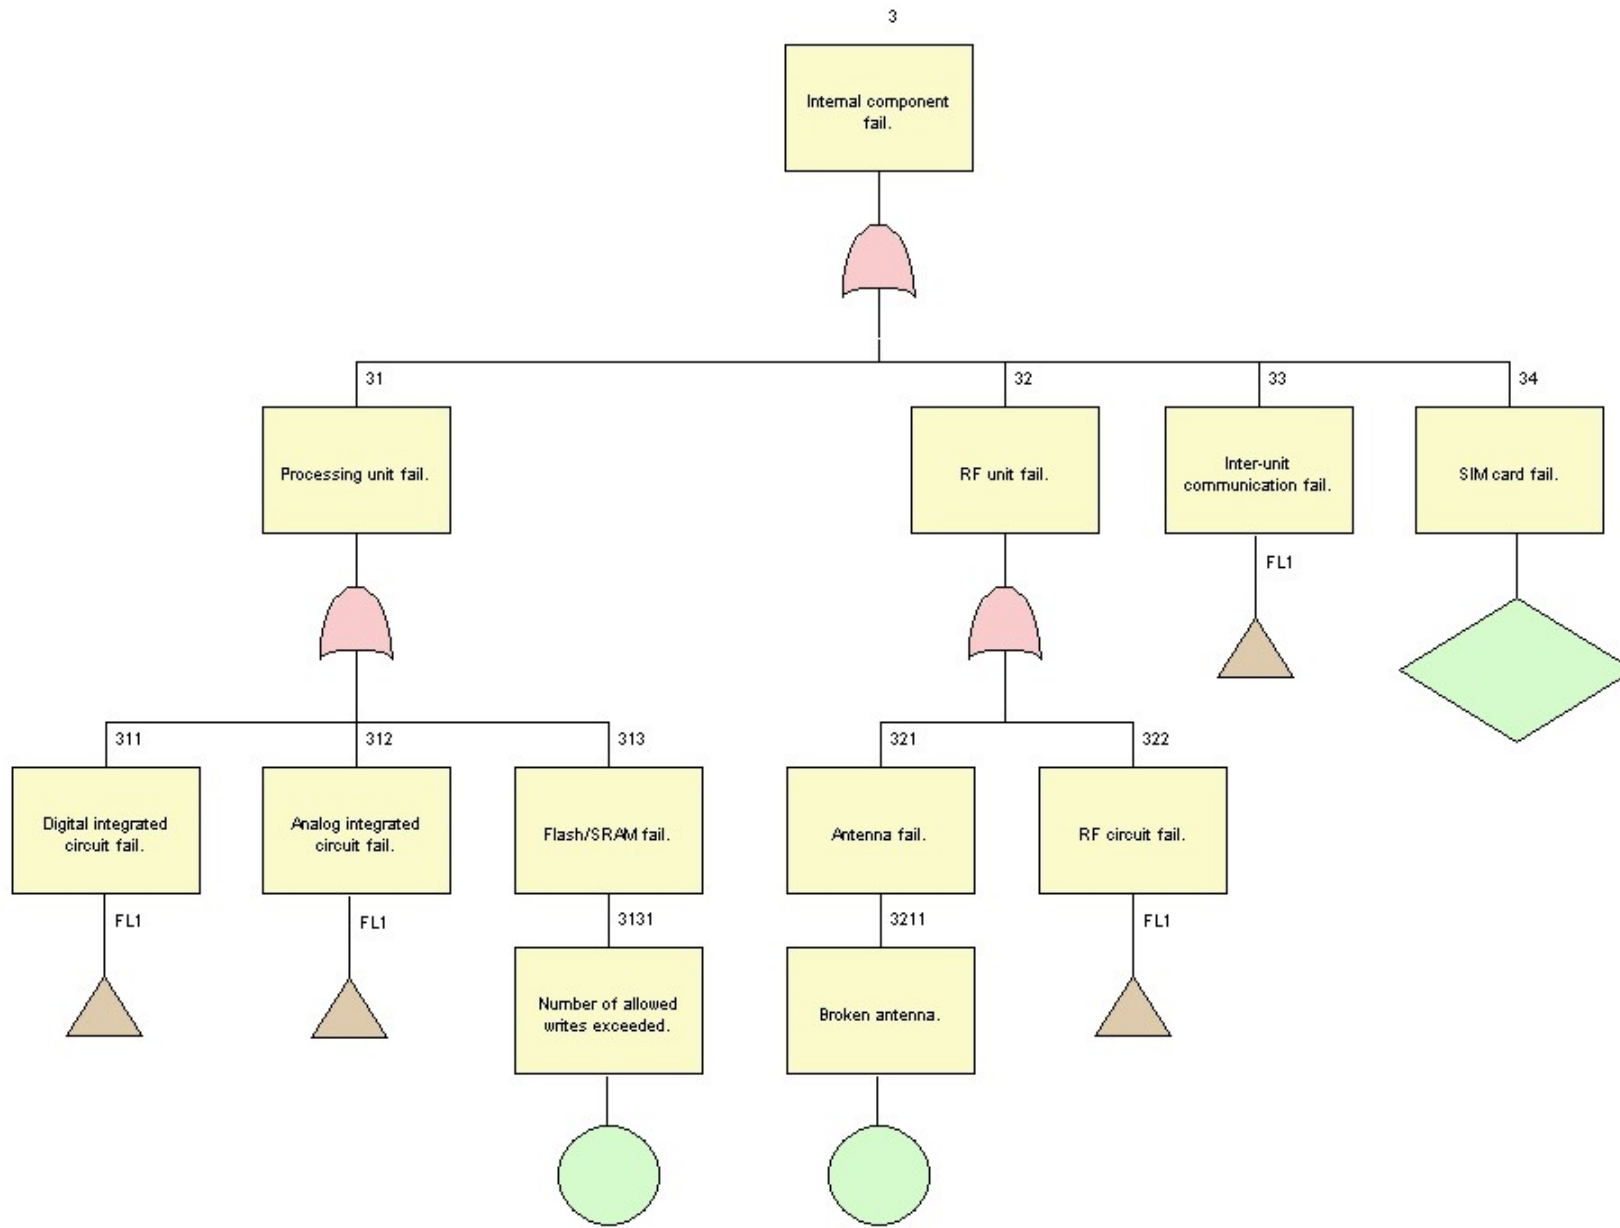 3
Internal component
fail.
31
32
33
34
Processing unit fail.
RF unit fail.
Inter-unit
communication fail.
SIM card fail.
FL1
311
312
313
321
322
Digital integrated
circuit fail.
Analog integrated
circuit fail.
Flash/SRAM fail.
Antenna fail.
RF circuit fail.
FL1
FL1
3131
3211
FL1
Number of allowed
writes exceeded.
Broken antenna.